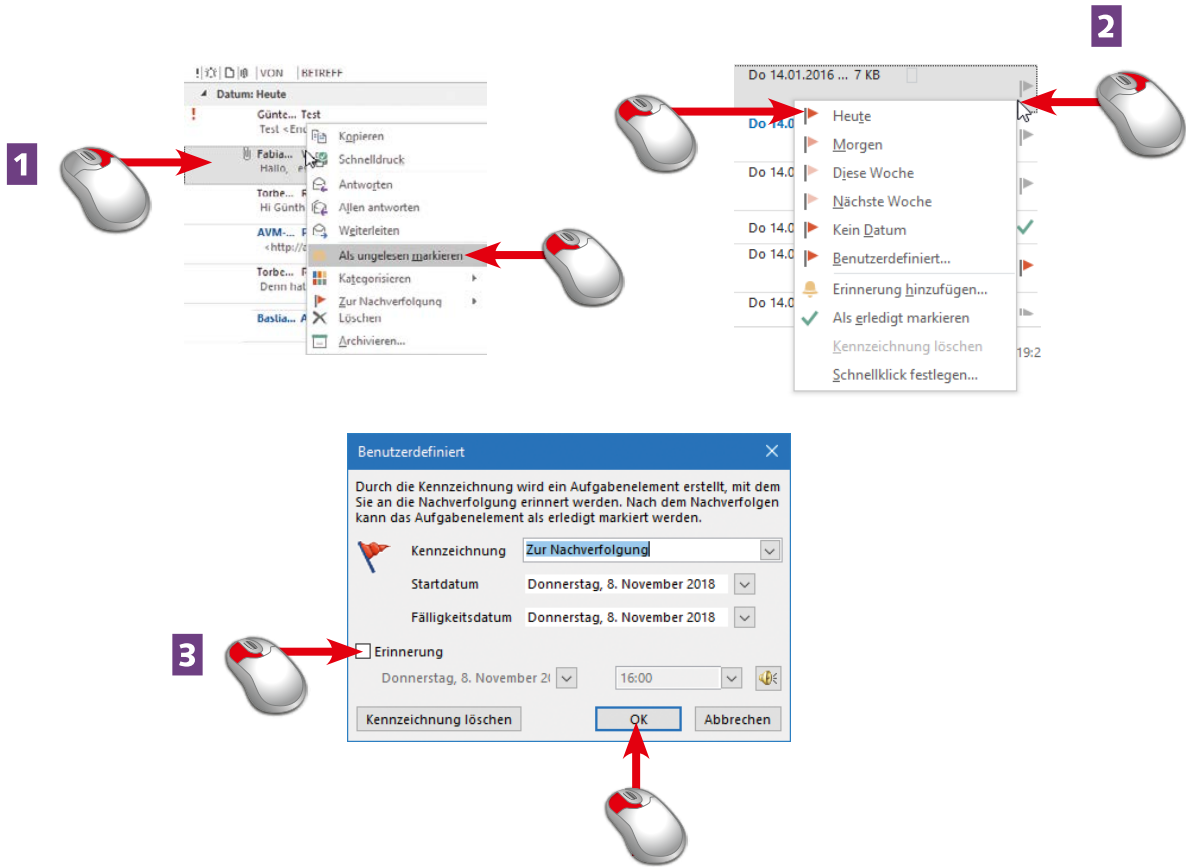 1
! VON BETREFF
Datum: Heute
Günte... Test
Test <End
Fabia...
Hallo,
Torbe... R
Hi Günth
AVM-... F
<http://a
Torbe... F
Denn hat
Bastia... A
Kopieren
Schnelldruck
Antworten
Allen antworten
Weiterleiten
Als ungelesen markieren
Kategorisieren
Zur Nachverfolgung
Löschen
Archivieren...
2
Do 14.01.2016 ... 7 KB
Do 14.0
Do 14.0
Do 14.0
Do 14.0
Do 14.0
19:2
Heute
Morgen
Diese Woche
Nächste Woche
Kein Datum
Benutzerdefiniert...
Erinnerung hinzufügen...
Als erledigt markieren
Kennzeichnung löschen
Schnellklick festlegen...
3
Benutzerdefiniert
Durch die Kennzeichnung wird ein Aufgabenelement erstellt, mit dem
Sie an die Nachverfolgung erinnert werden. Nach dem Nachverfolgen
kann das Aufgabenelement als erledigt markiert werden.
Kennzeichnung Zur Nachverfolgung
Startdatum Donnerstag, 8. November 2018
Fälligkeitsdatum Donnerstag, 8. November 2018
Erinnerung
Donnerstag, 8. November 2( 16:00
Kennzeichnung löschen OK Abbrechen